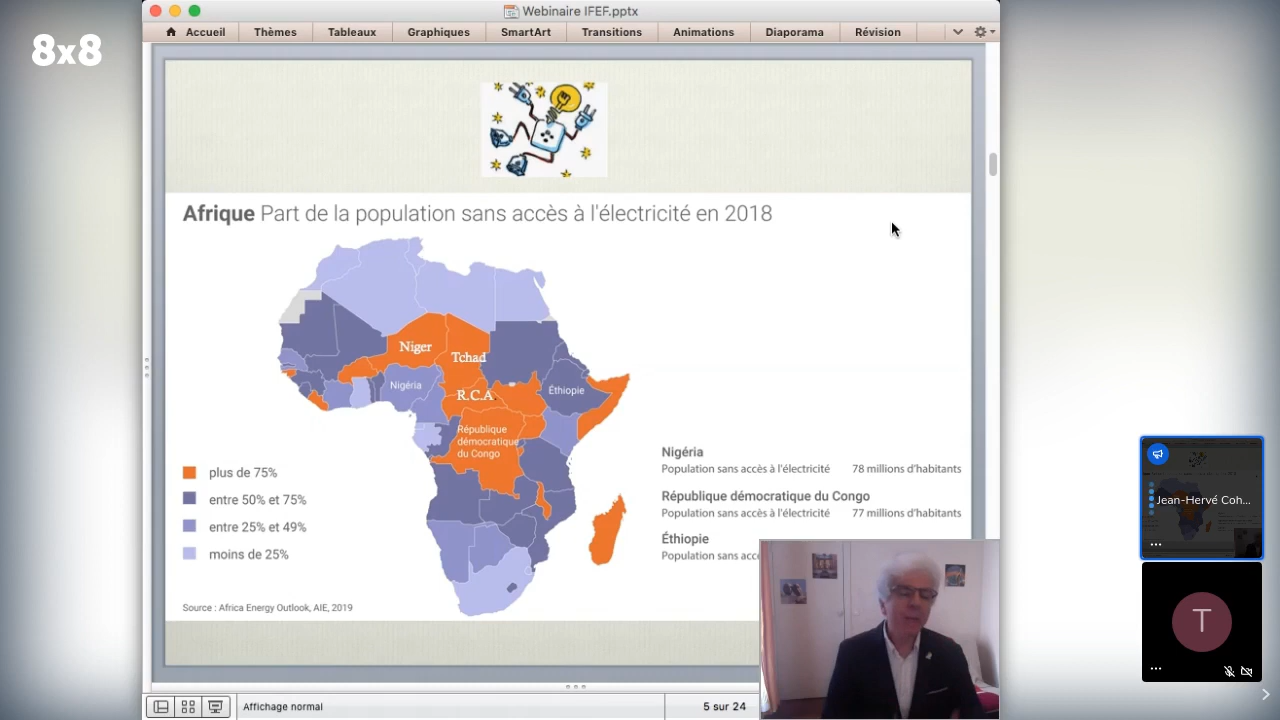 8x8
Webinaire IFEF.pptx
Accueil
Thèmes
Tableaux
Graphiques
SmartArt
Transitions
Animations
Diaporama
Révision
Afrique Part de la population sans accès à l'électricité en 2018
Niger
Tchad
Nigéria
R.C.A.
Éthiopie
République
démocratique
du Congo
plus de 75%
entre 50% et 75%
entre 25% et 49%
moins de 25%
Source : Africa Energy Outlook, AIE, 2019
Nigéria
Population sans accès à l'électricité 78 millions d'habitants
République démocratique du Congo
Population sans accès à l'électricité 77 millions d'habitants
Éthiopie
Population sans
Jean-Hervé Coh...
T
Affichage normal
5 sur 24